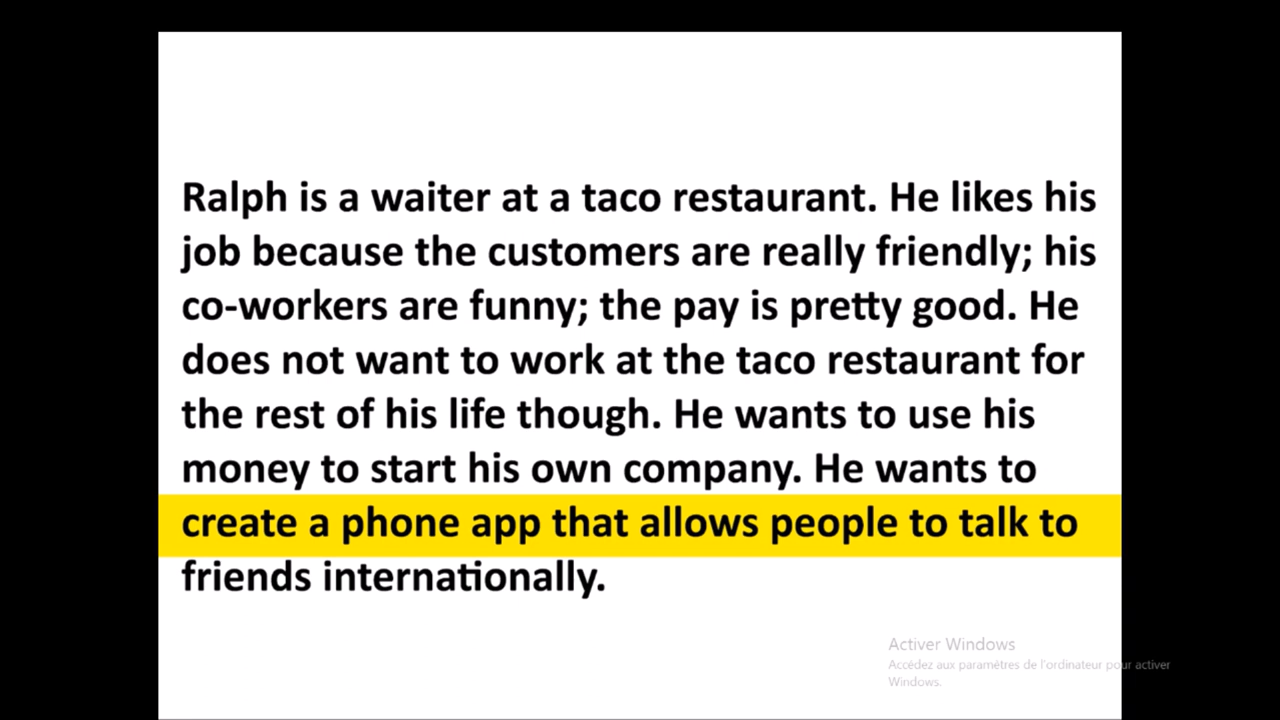 Ralph is a waiter at a taco restaurant. He likes his
job because the customers are really friendly; his
co-workers are funny; the pay is pretty good. He
does not want to work at the taco restaurant for
the rest of his life though. He wants to use his
money to start his own company. He wants to
create a phone app that allows people to talk to
friends internationally.
Activer Windows
Accédez aux paramètres de l'ordinateur pour activer
Windows.